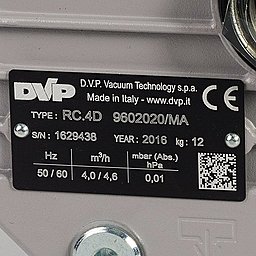 DVP
D.V.P. Vacuum Technology s.p.a.
Made in Italy - www.dvp.it
CE
TYPE: RC.4D 9602020/MA
S/N: 1629438 YEAR: 2016 kg: 12
Hz m³/h mbar (Abs.)
hPa
50/60 4,0/4,6 0,01